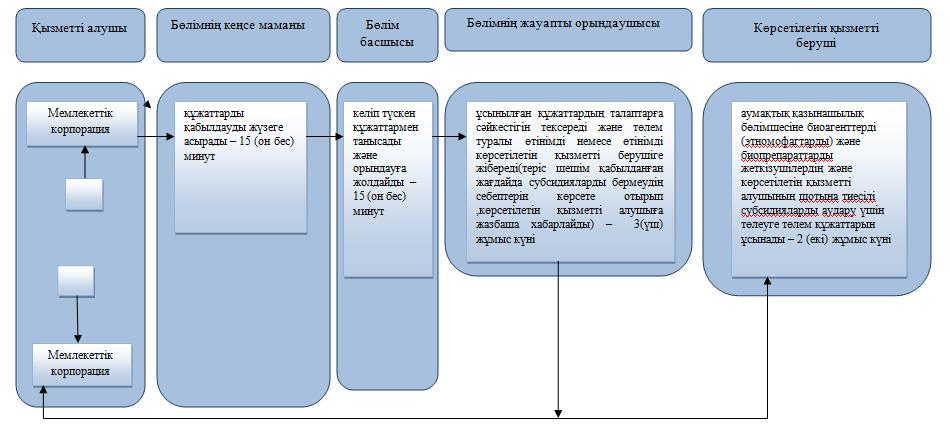 Қызметті алушы
Бөлімнің кеңсе маманы
Бөлім
басшысы
Бөлімнің жауапты орындаушысы
Көрсетілетін қызметті
беруші
Мемлекеттік
корпорация
құжаттарды
қабылдауды жүзеге
асырады – 15 (он бес)
минут
келіп түскен
құжаттармен
танысады
және
орындауға
жолдайды –
15 (он бес)
минут
ұсынылған құжаттардың талаптарға
сәйкестігін тексереді және төлем
туралы өтінімді немесе өтінімді
көрсетілетін қызметті берушіге
жібереді(теріс шешім қабылданған
жағдайда субсидияларды бермеудің
себептерін көрсете отырып
,көрсетілетін қызметті алушыға
жазбаша хабарлайды) – 3(үш)
жұмыс күні
аумақтық қазынашылық
бөлімшесіне биоагенттерді
(этномофагтарды) және
биопрепараттарды
жеткізушілердің және
көрсетілетін қызметті
алушының шотына тиесілі
субсидияларды аудару үшін
төлеуге төлем құжаттарын
ұсынады – 2 (екі) жұмыс күні
Мемлекеттік
корпорация